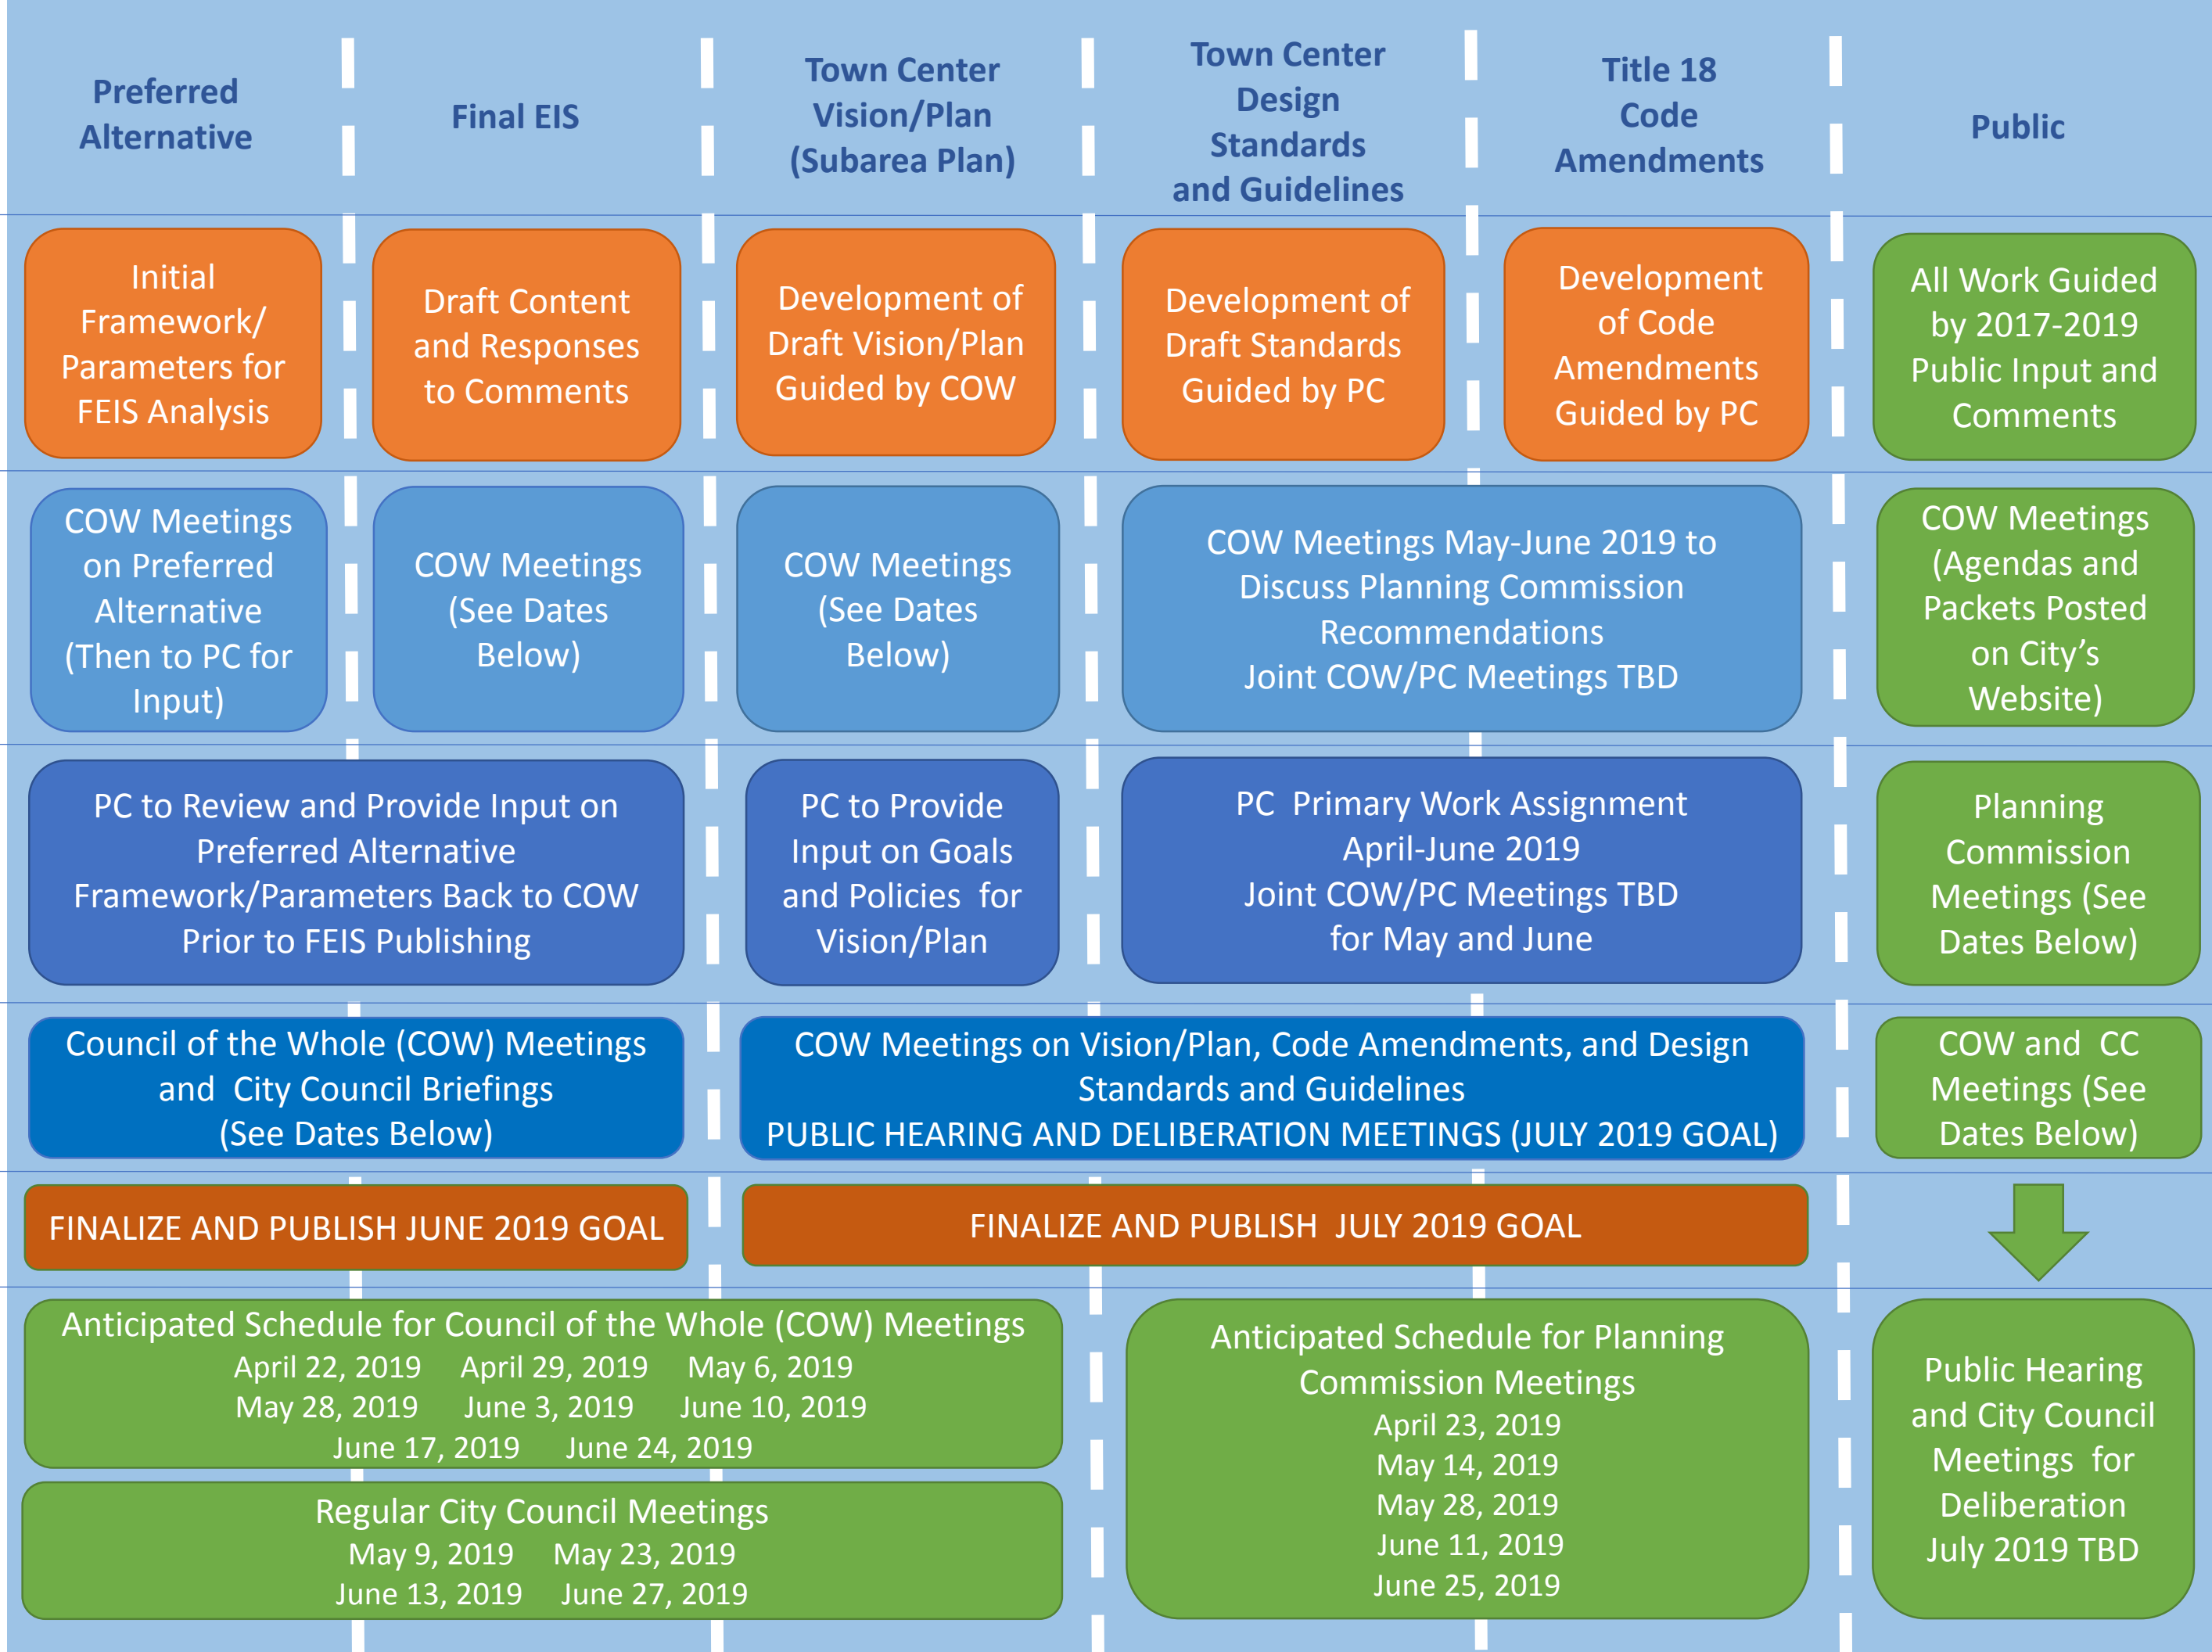 Preferred
Alternative
Final EIS
Town Center
Vision/Plan
(Subarea Plan)
Town Center
Design
Standards
and Guidelines
Title 18
Code
Amendments
Public
Initial
Framework/
Parameters for
FEIS Analysis
Draft Content
and Responses
to Comments
Development of
Draft Vision/Plan
Guided by COW
Development of
Draft Standards
Guided by PC
Development
of Code
Amendments
Guided by PC
All Work Guided
by 2017-2019
Public Input and
Comments
COW Meetings
on Preferred
Alternative
(Then to PC for
Input)
COW Meetings
(See Dates
Below)
COW Meetings
(See Dates
Below)
COW Meetings May-June 2019 to
Discuss Planning Commission
Recommendations
Joint COW/PC Meetings TBD
COW Meetings
(Agendas and
Packets Posted
on City’s
Website)
PC to Review and Provide Input on
Preferred Alternative
Framework/Parameters Back to COW
Prior to FEIS Publishing
PC to Provide
Input on Goals
and Policies for
Vision/Plan
PC Primary Work Assignment
April-June 2019
Joint COW/PC Meetings TBD
for May and June
Planning
Commission
Meetings (See
Dates Below)
Council of the Whole (COW) Meetings
and City Council Briefings
(See Dates Below)
COW Meetings on Vision/Plan, Code Amendments, and Design
Standards and Guidelines
PUBLIC HEARING AND DELIBERATION MEETINGS (JULY 2019 GOAL)
COW and CC
Meetings (See
Dates Below)
FINALIZE AND PUBLISH JUNE 2019 GOAL
FINALIZE AND PUBLISH JULY 2019 GOAL
Anticipated Schedule for Council of the Whole (COW) Meetings
April 22, 2019 April 29, 2019 May 6, 2019
May 28, 2019 June 3, 2019 June 10, 2019
June 17, 2019 June 24, 2019
Regular City Council Meetings
May 9, 2019 May 23, 2019
June 13, 2019 June 27, 2019
Anticipated Schedule for Planning
Commission Meetings
April 23, 2019
May 14, 2019
May 28, 2019
June 11, 2019
June 25, 2019
Public Hearing
and City Council
Meetings for
Deliberation
July 2019 TBD